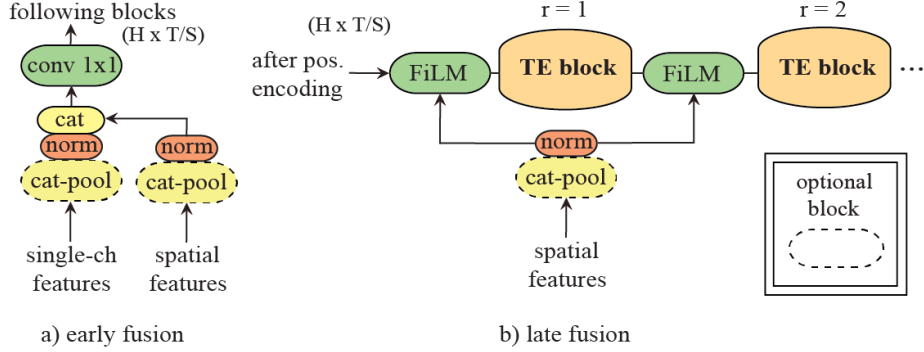 following blocks
(H x T/S)
conv 1x1
cat
norm
norm
cat-pool
cat-pool
single-ch
features
spatial
features
a) early fusion
(H x T/S)
r = 1
r = 2
after pos.
encoding
FiLM
TE block
FiLM
TE block
...
norm
cat-pool
spatial
features
optional
block
b) late fusion